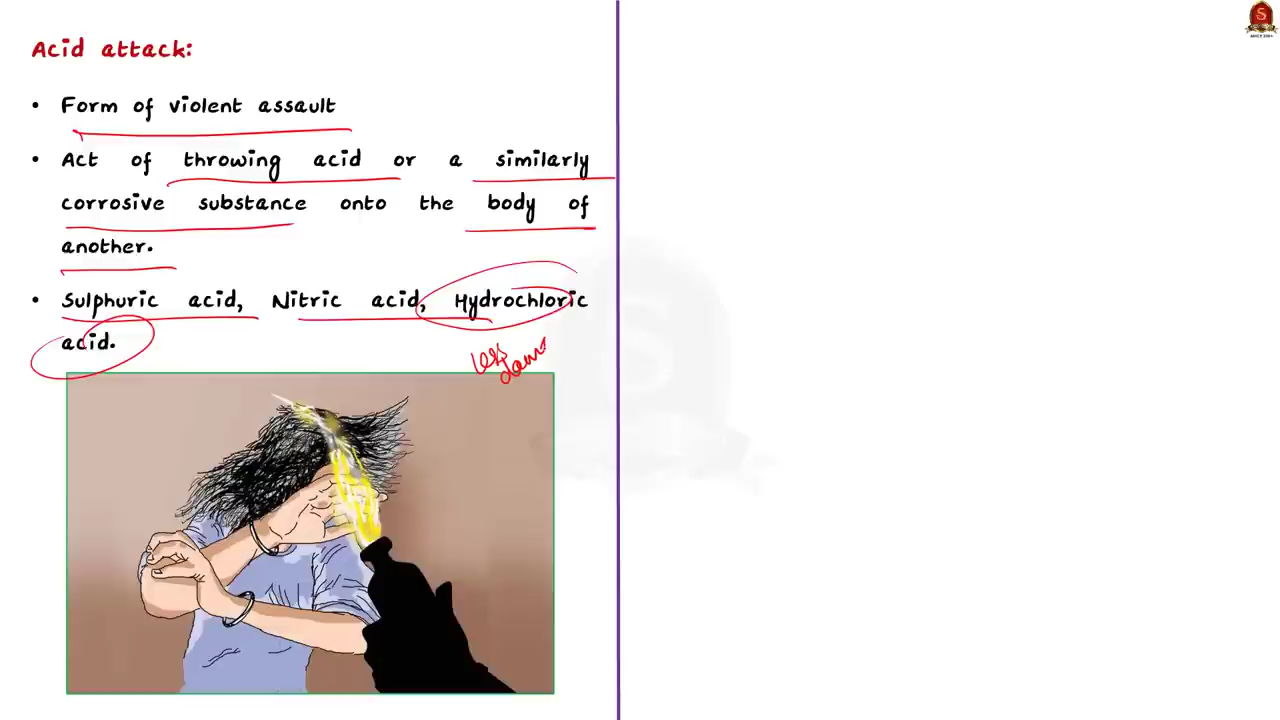 Acid attack:
• Form of violent assault
• Act of throwing acid or a similarly
corrosive substance onto the body of
another.
• Sulphuric acid, Nitric acid, Hydrochloric
acid.
less
S